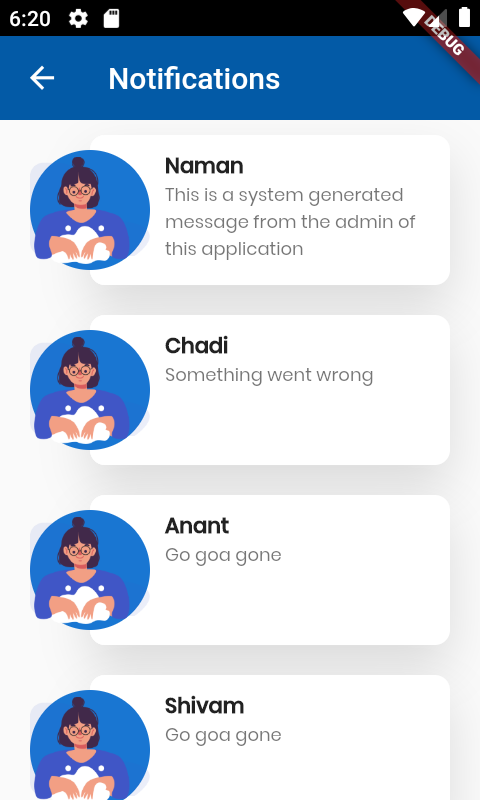 6:20
DEBUG
Notifications
Naman
This is a system generated
message from the admin of
this application
Chadi
Something went wrong
Anant
Go goa gone
Shivam
Go goa gone